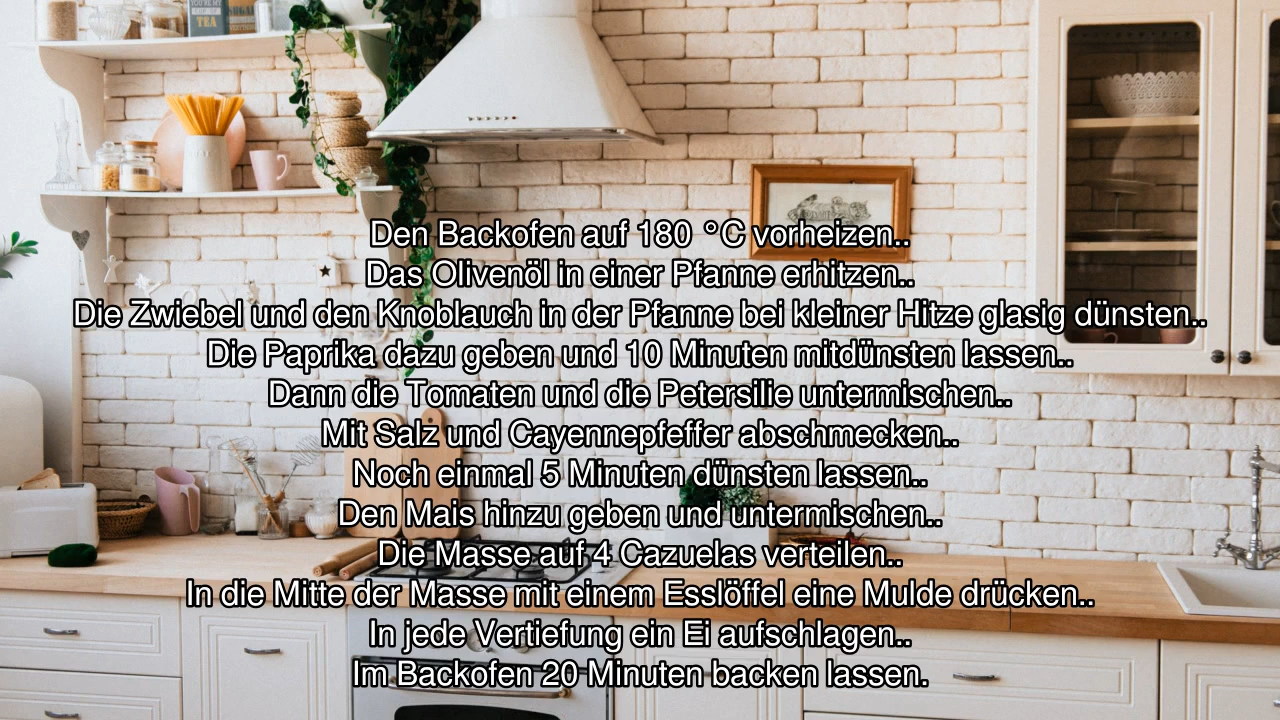 Den Backofen auf 180 °C vorheizen..
Das Olivenöl in einer Pfanne erhitzen..
Die Zwiebel und den Knoblauch in der Pfanne bei kleiner Hitze glasig dünsten..
Die Paprika dazu geben und 10 Minuten mitdünsten lassen..
Dann die Tomaten und die Petersilie untermischen..
Mit Salz und Cayennepfeffer abschmecken..
Noch einmal 5 Minuten dünsten lassen..
Den Mais hinzu geben und untermischen..
Die Masse auf 4 Cazuelas verteilen..
In die Mitte der Masse mit einem Esslöffel eine Mulde drücken..
In jede Vertiefung ein Ei aufschlagen..
Im Backofen 20 Minuten backen lassen.